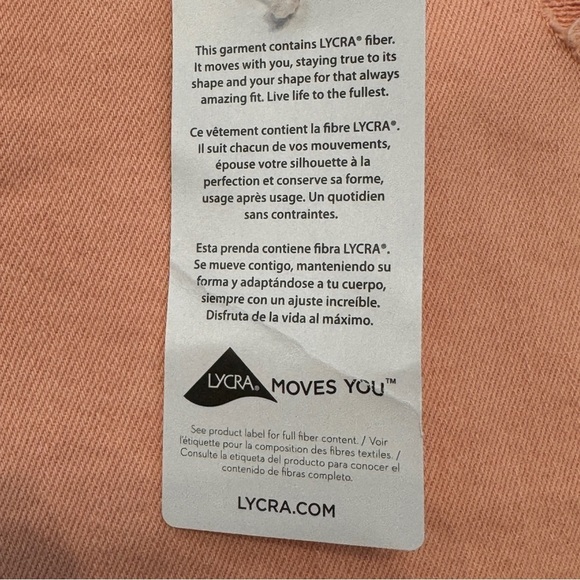 This garment contains LYCRA® fiber.
It moves with you, staying true to its
shape and your shape for that always
amazing fit. Live life to the fullest.
Ce vêtement contient la fibre LYCRA®.
Il suit chacun de vos mouvements,
épouse votre silhouette à la
perfection et conserve sa forme,
usage après usage. Un quotidien
sans contraintes.
Esta prenda contiene fibra LYCRA®.
Se mueve contigo, manteniendo su
forma y adaptándose a tu cuerpo,
siempre con un ajuste increíble.
Disfruta de la vida al máximo.
LYCRA® MOVES YOU™
See product label for full fiber content. / Voir
l'étiquette pour la composition des fibres textiles. /
Consulte la etiqueta del producto para conocer el
contenido de fibras completo.
LYCRA.COM